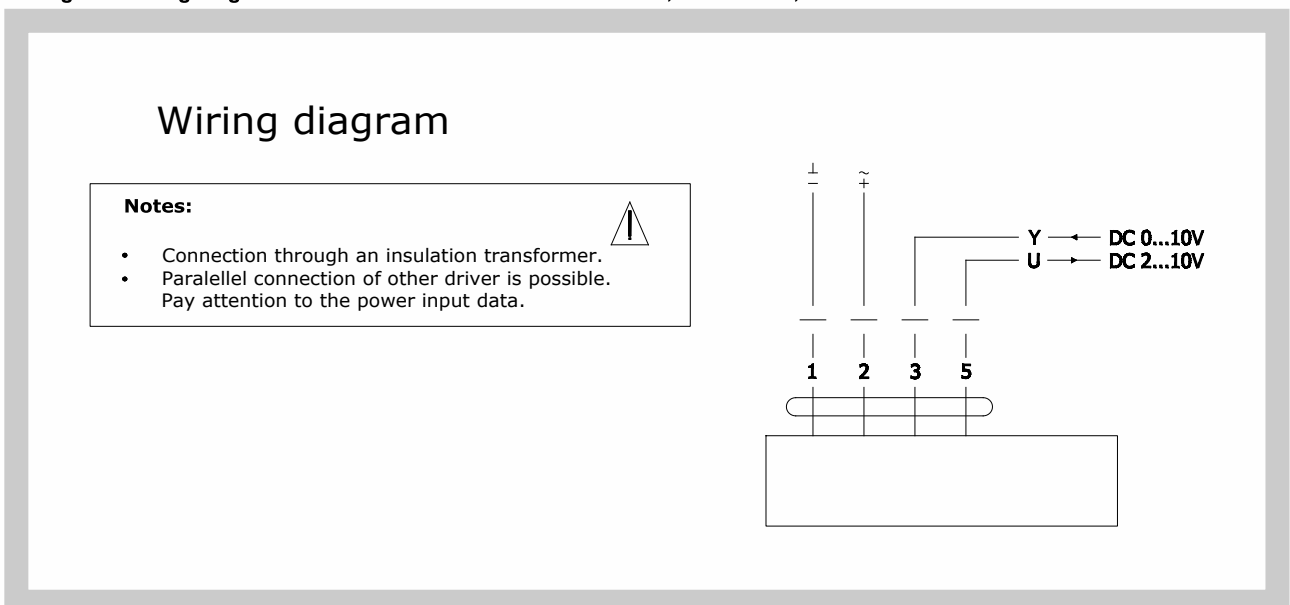 Wiring diagram
Notes:
• Connection through an insulation transformer.
• Paralellel connection of other driver is possible.
Pay attention to the power input data.
⊥ ~
− +
Y DC 0...10V
U DC 2...10V
1 2 3 5